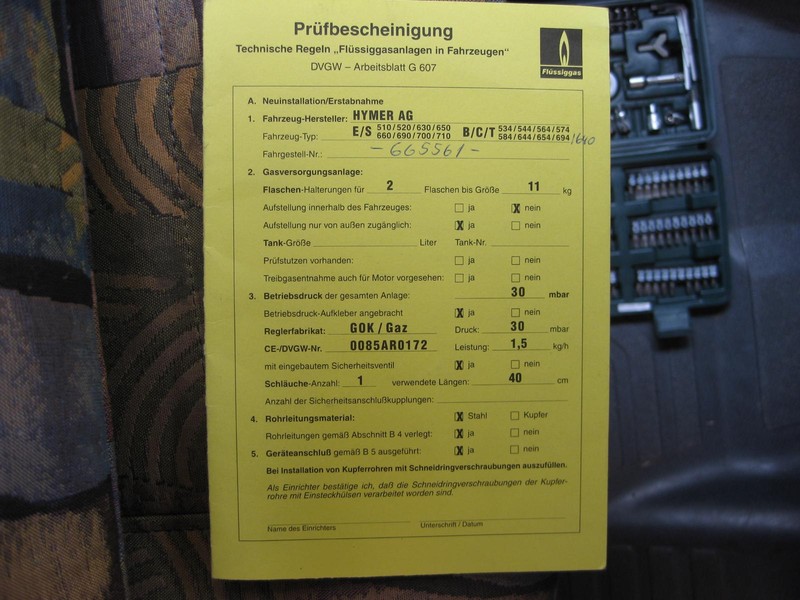 Prüfbescheinigung
Technische Regeln „Flüssiggasanlagen in Fahrzeugen"
DVGW – Arbeitsblatt G 607
Flüssiggas
A. Neuinstallation/Erstabnahme
1. Fahrzeug-Hersteller: HYMER AG
Fahrzeug-Typ: E/S 510/520/630/650 660/690/700/710 B/C/T 534/544/564/574 584/644/654/694 /640
Fahrgestell-Nr.: - 665561 -
2. Gasversorgungsanlage:
Flaschen-Halterungen für 2 Flaschen bis Größe 11 kg
Aufstellung innerhalb des Fahrzeuges: ☐ ja ☒ nein
Aufstellung nur von außen zugänglich: ☒ ja ☐ nein
Tank-Größe Liter Tank-Nr.
Prüfstutzen vorhanden: ☐ ja ☐ nein
Treibgasentnahme auch für Motor vorgesehen: ☐ ja ☐ nein
3. Betriebsdruck der gesamten Anlage: 30 mbar
Betriebsdruck-Aufkleber angebracht ☒ ja ☐ nein
Reglerfabrikat: GOK / Gaz Druck: 30 mbar
CE-/DVGW-Nr. 0085AR0172 Leistung: 1,5 kg/h
mit eingebautem Sicherheitsventil ☒ ja ☐ nein
Schläuche-Anzahl: 1 verwendete Längen: 40 cm
Anzahl der Sicherheitsanschlußkupplungen:
4. Rohrleitungsmaterial: ☒ Stahl ☐ Kupfer
Rohrleitungen gemäß Abschnitt B 4 verlegt: ☒ ja ☐ nein
5. Geräteanschluß gemäß B 5 ausgeführt: ☒ ja ☐ nein
Bei Installation von Kupferrohren mit Schneidringverschraubungen auszufüllen.
Als Einrichter bestätige ich, daß die Schneidringverschraubungen der Kupfer-
rohre mit Einsteckhülsen verarbeitet worden sind.
Name des Einrichters Unterschrift / Datum